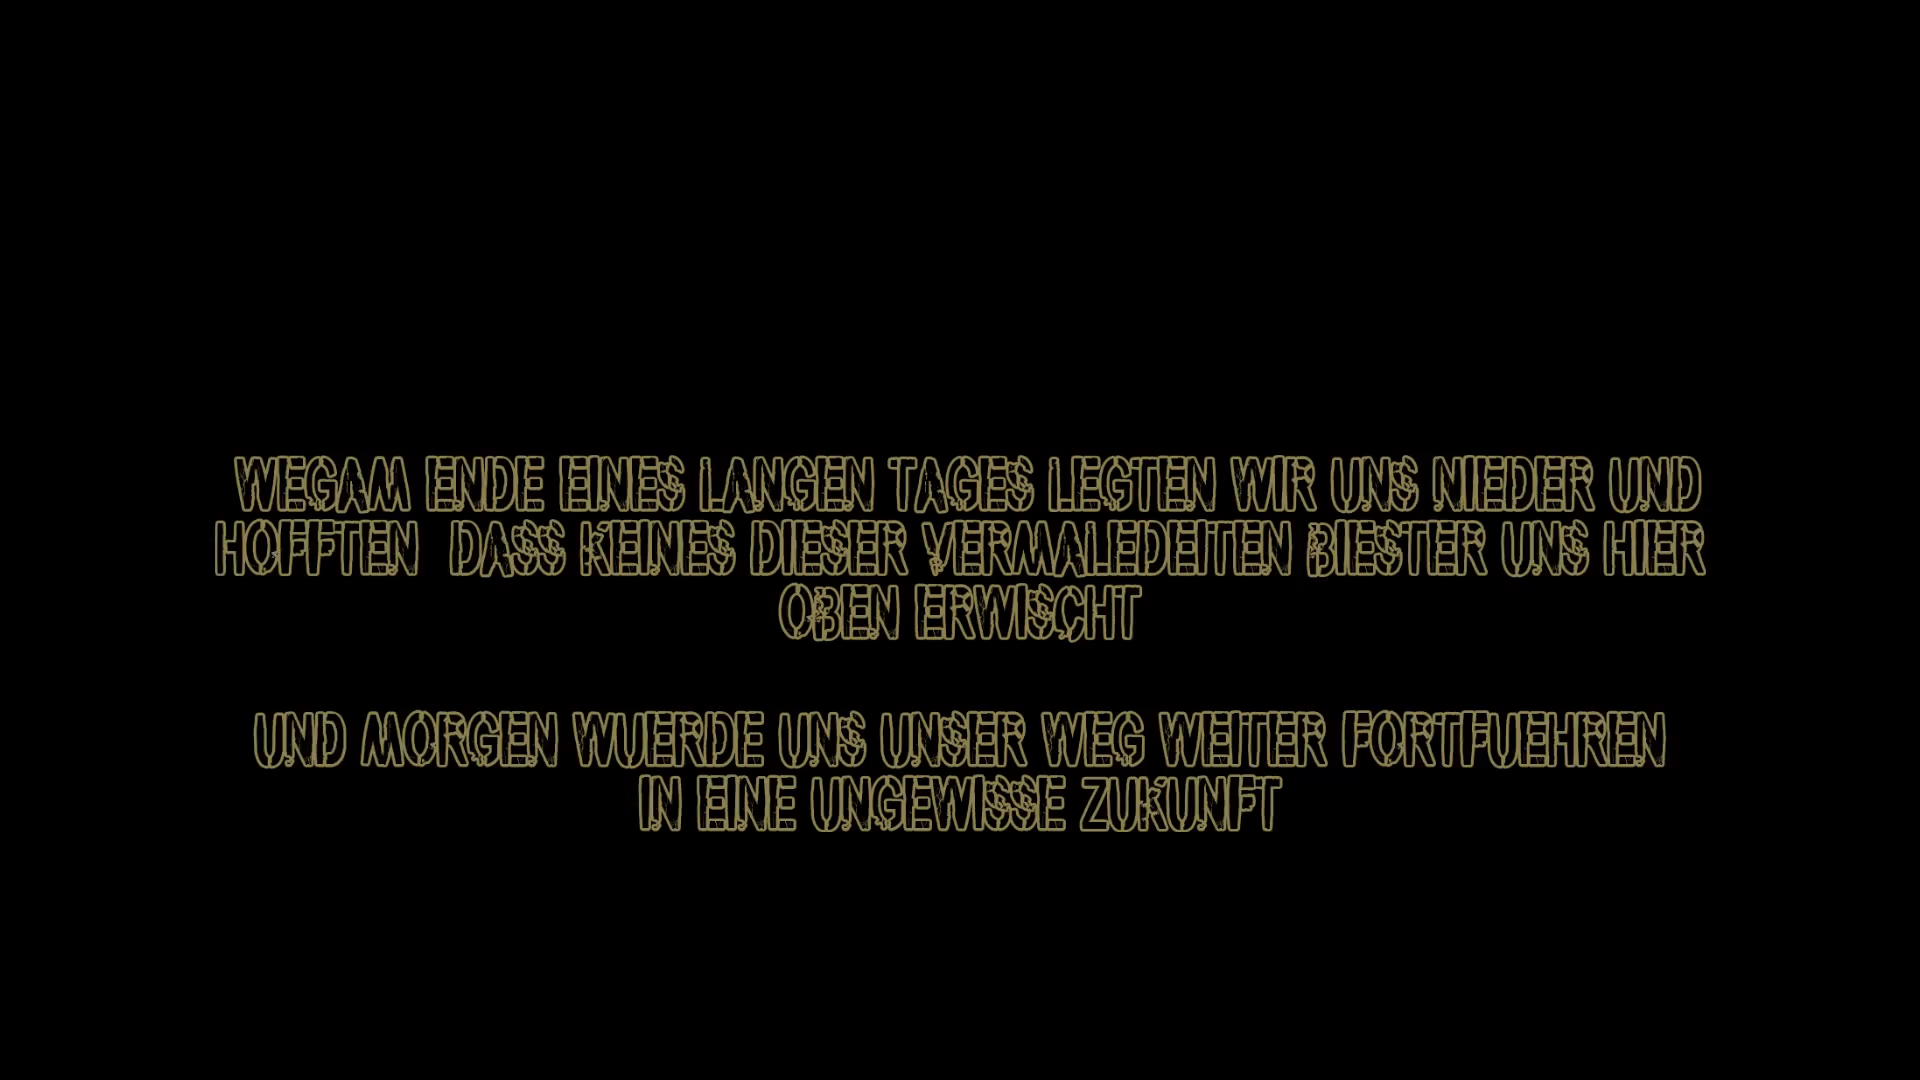 WEGAM ENDE EINES LANGEN TAGES LEGTEN WIR UNS NIEDER UND
HOFFTEN DASS KEINES DIESER VERMALEDEITEN BIESTER UNS HIER
OBEN ERWISCHT
UND MORGEN WUERDE UNS UNSER WEG WEITER FORTFUEHREN
IN EINE UNGEWISSE ZUKUNFT